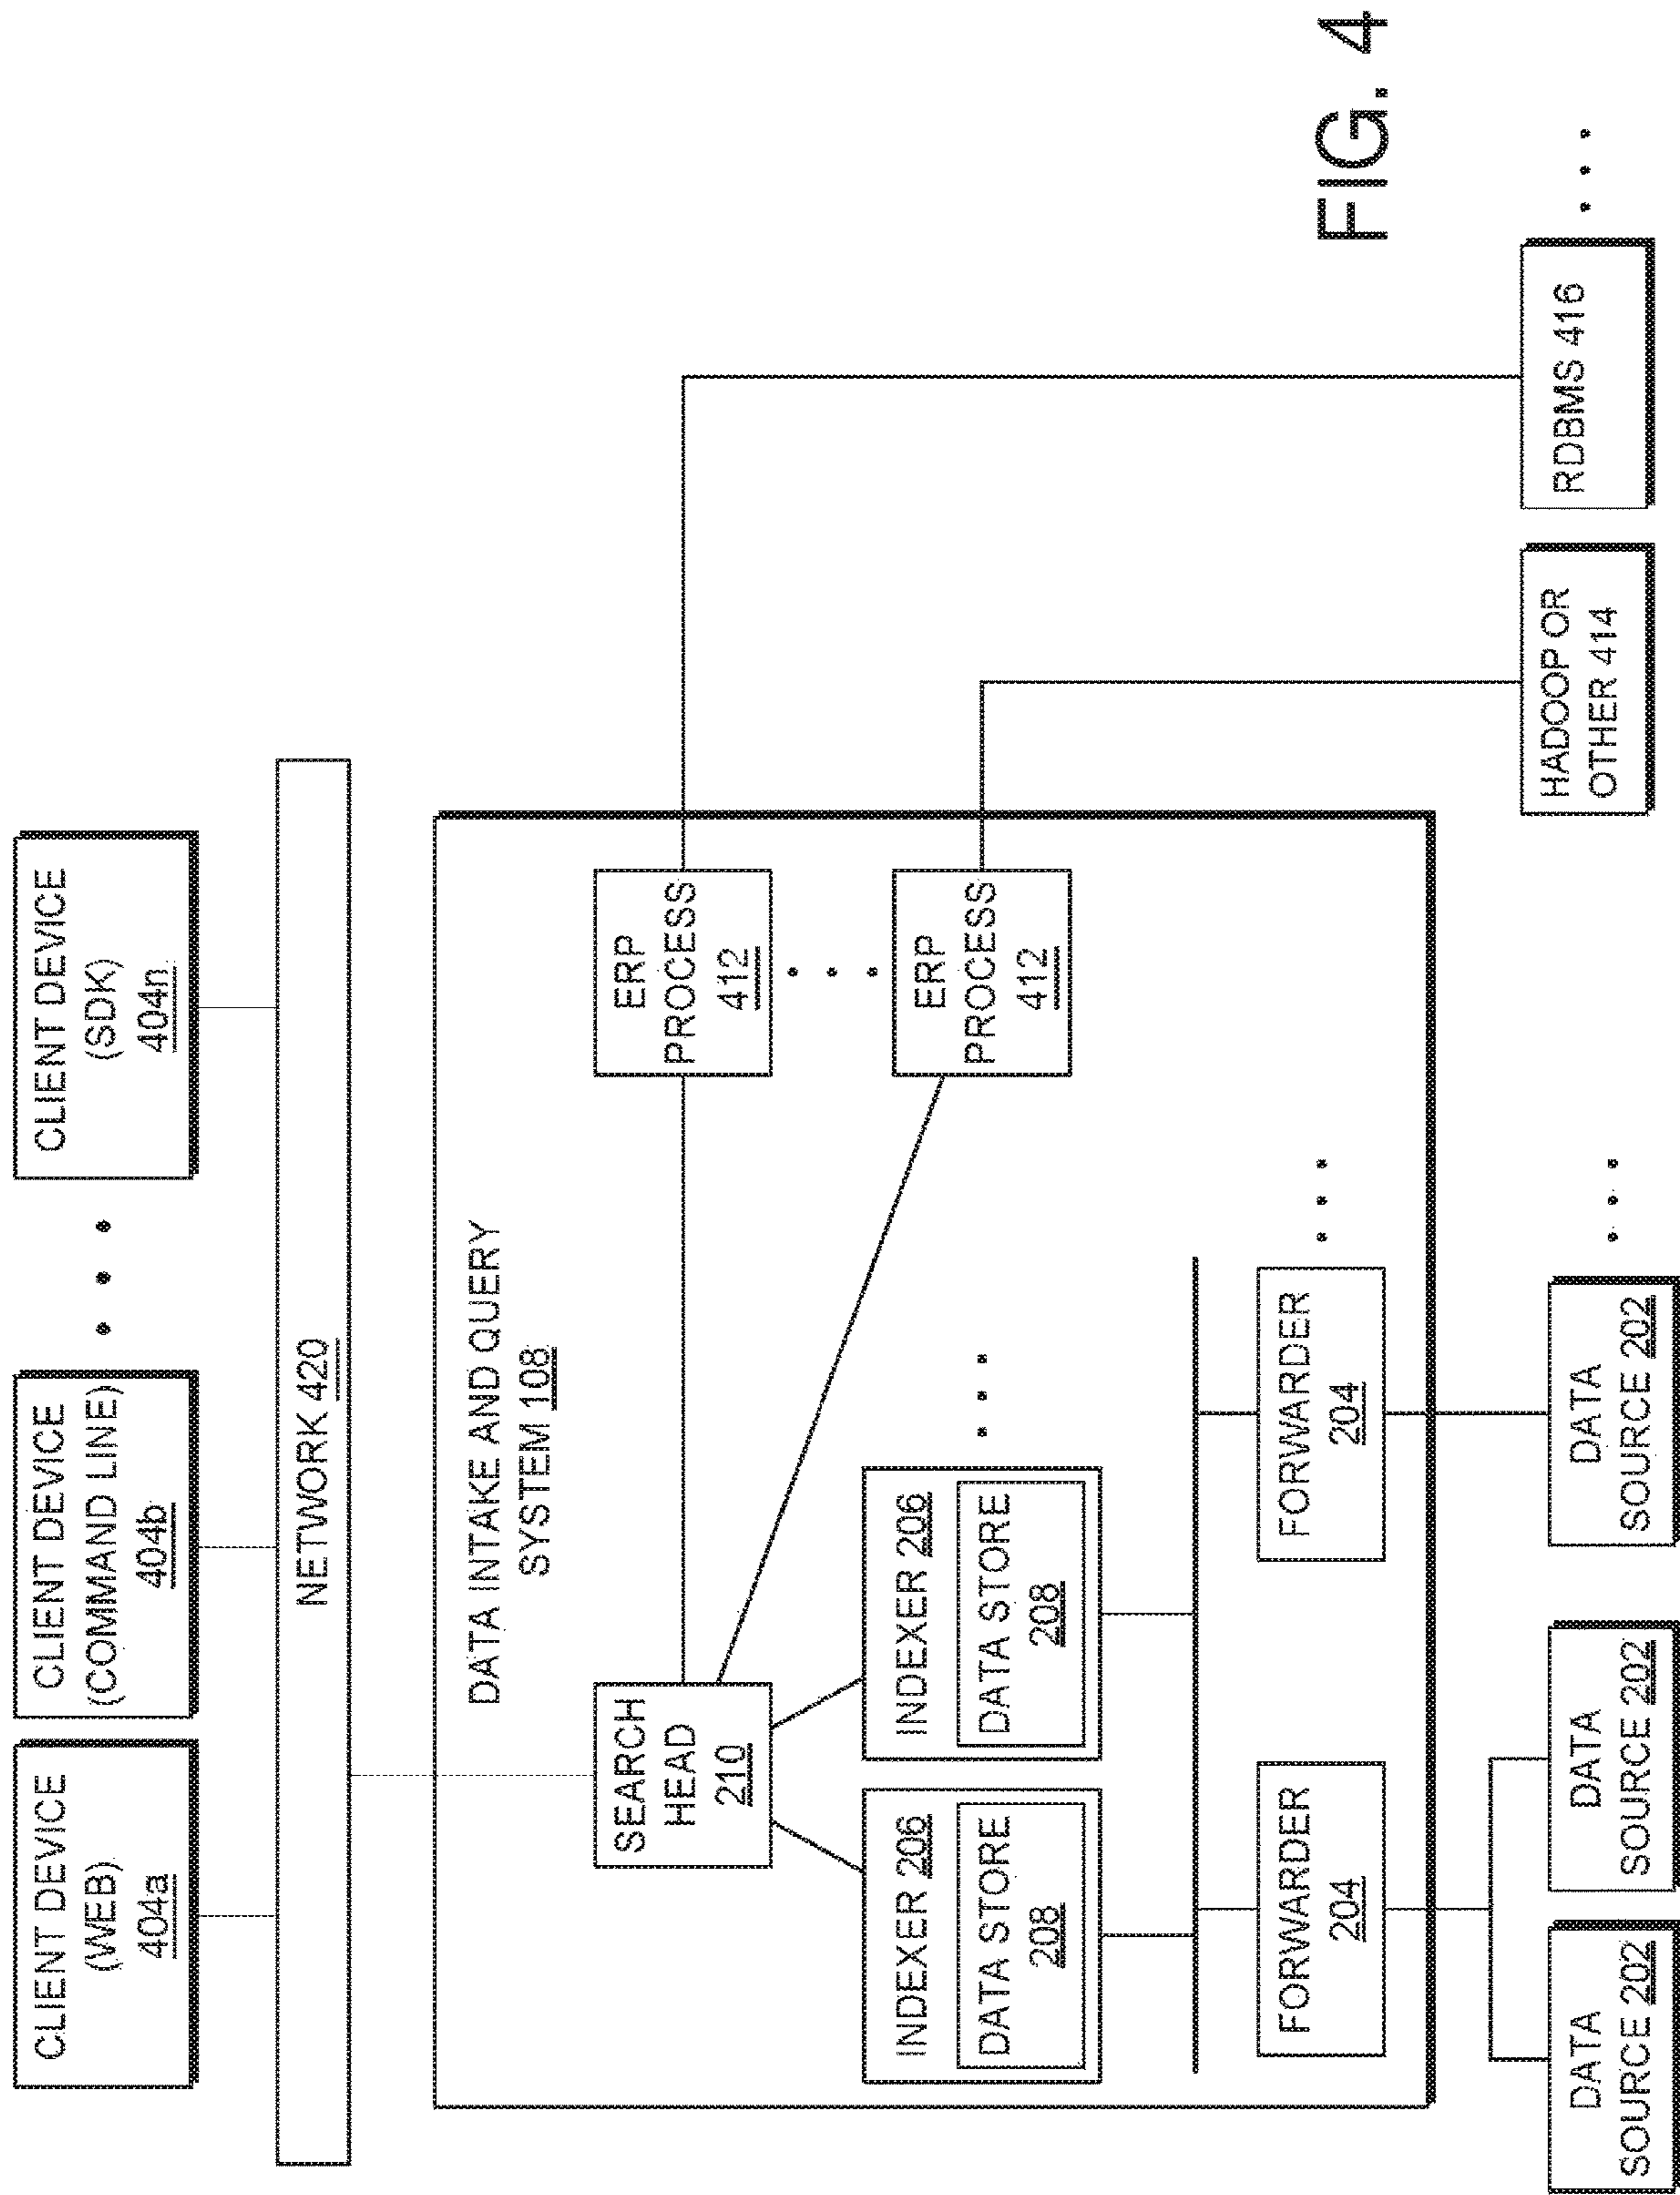 CLIENT DEVICE
(WEB)
404a
CLIENT DEVICE
(COMMAND LINE)
404b
CLIENT DEVICE
(SDK)
404n
NETWORK 420
DATA INTAKE AND QUERY
SYSTEM 108
SEARCH
HEAD
210
ERP
PROCESS
412
ERP
PROCESS
412
INDEXER 206
DATA STORE
208
INDEXER 206
DATA STORE
208
FORWARDER
204
FORWARDER
204
DATA
SOURCE 202
DATA
SOURCE 202
DATA
SOURCE 202
HADOOP OR
OTHER 414
RDBMS 416
FIG. 4